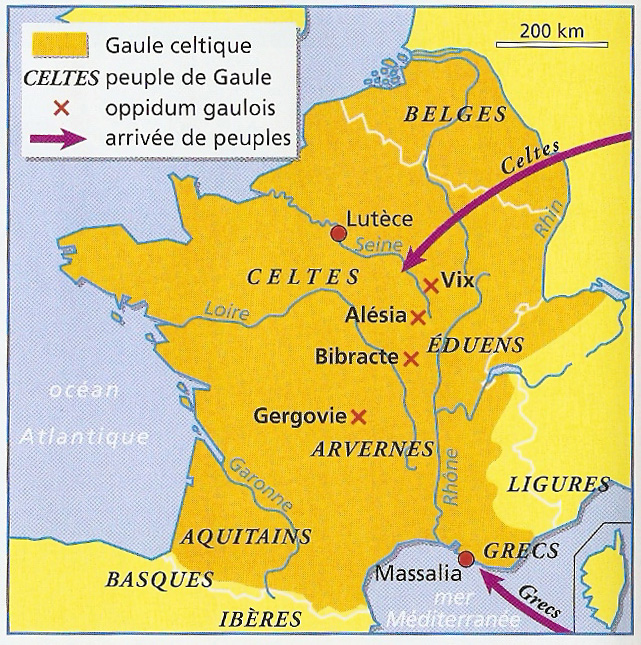 Gaule celtique
CELTES peuple de Gaule
oppidum gaulois
arrivée de peuples
200 km
BELGES
Celtes
Rhin
Lutèce
Seine
CELTES
Vix
Loire
Alésia
ÉDUENS
Bibracte
océan
Atlantique
Gergovie
ARVERNES
Garonne
Rhône
LIGURES
AQUITAINS
GRECS
Massalia
BASQUES
mer
Méditerranée
Grecs
IBÈRES